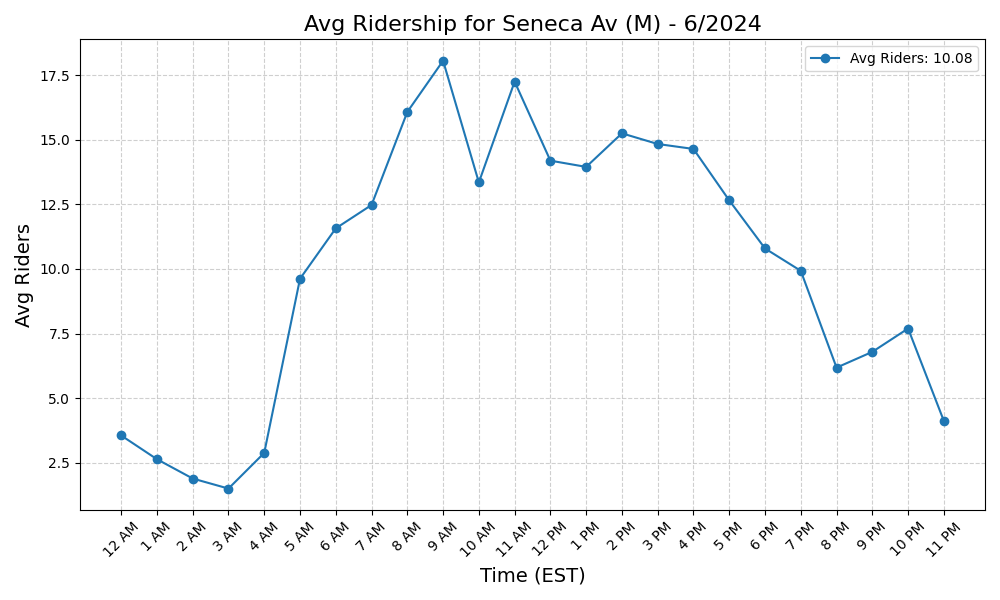 Avg Ridership for Seneca Av (M) - 6/2024
Avg Riders: 10.08
Avg Riders
17.5
15.0
12.5
10.0
7.5
5.0
2.5
12 AM
1 AM
2 AM
3 AM
4 AM
5 AM
6 AM
7 AM
8 AM
9 AM
10 AM
11 AM
12 PM
1 PM
2 PM
3 PM
4 PM
5 PM
6 PM
7 PM
8 PM
9 PM
10 PM
11 PM
Time (EST)